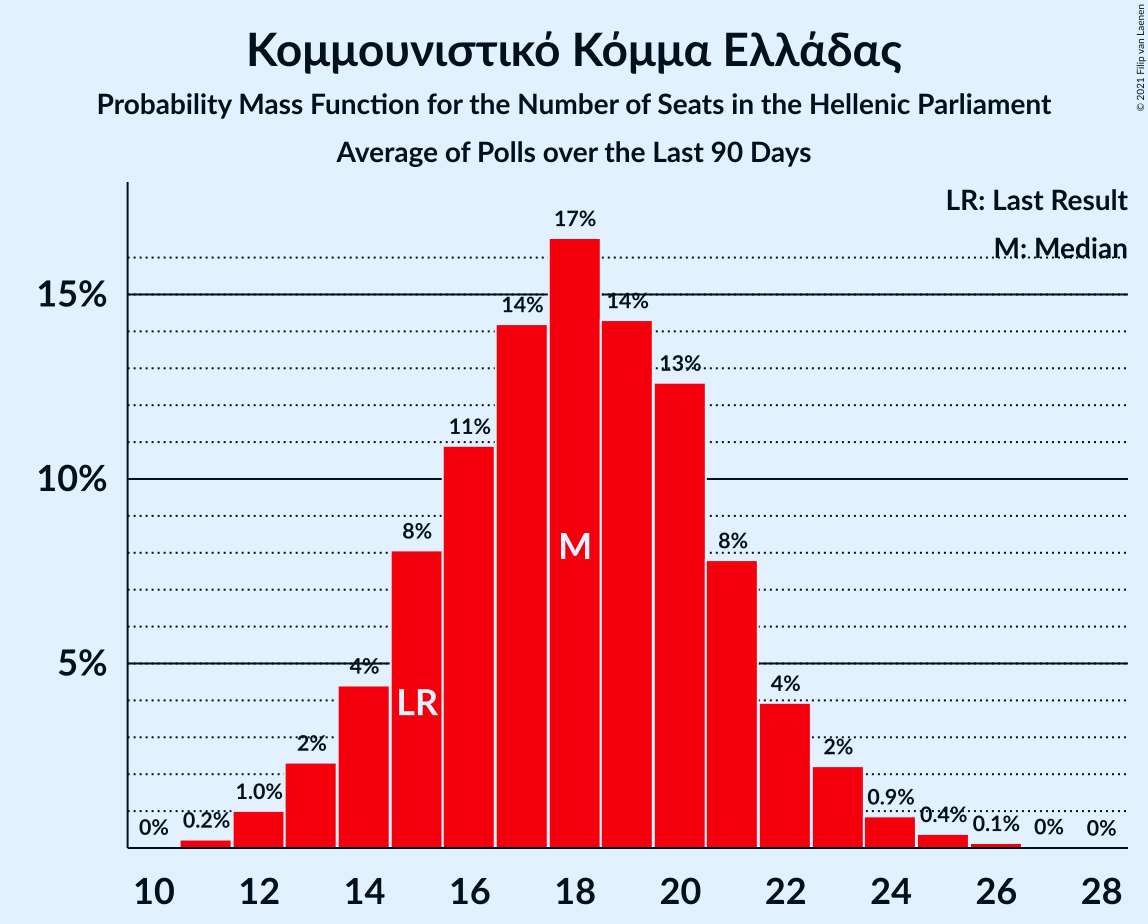 Κομμουνιστικό Κόμμα Ελλάδας
Probability Mass Function for the Number of Seats in the Hellenic Parliament
Average of Polls over the Last 90 Days
© 2021 Filip van Laenen
LR: Last Result
M: Median
15%
10%
5%
0%
0.2%
1.0%
2%
4%
8%
11%
14%
17%
14%
13%
8%
4%
2%
0.9%
0.4%
0.1%
0%
0%
LR
M
10 12 14 16 18 20 22 24 26 28